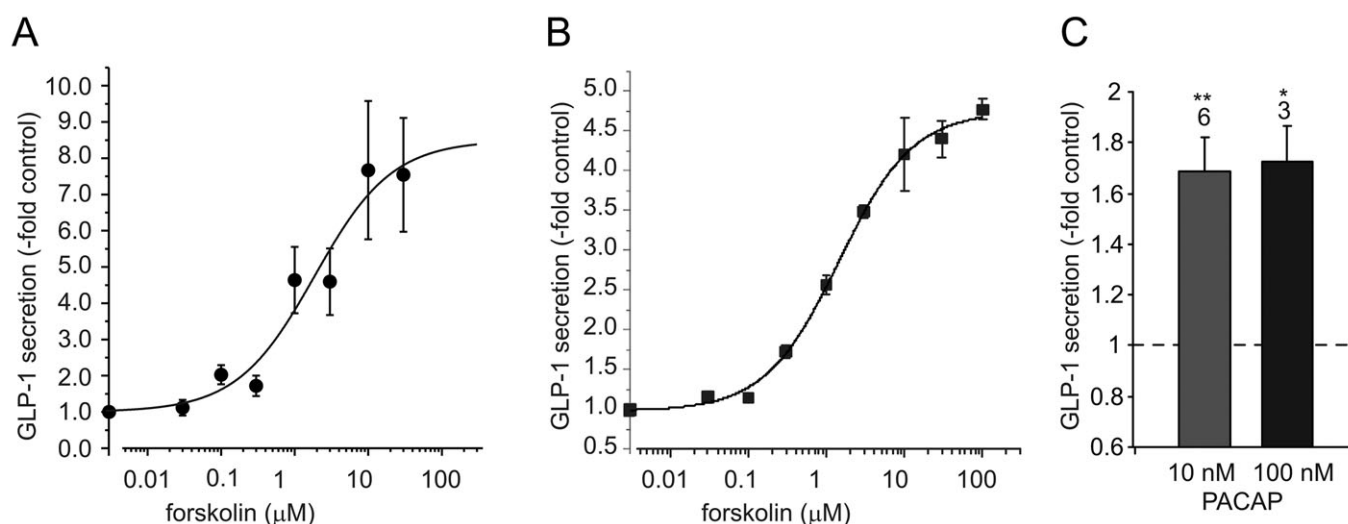 A
GLP-1 secretion (-fold control)
10.0
9.0
8.0
7.0
6.0
5.0
4.0
3.0
2.0
1.0
0.0
0.01 0.1 1 10 100
forskolin (μM)
B
GLP-1 secretion (-fold control)
5.0
4.5
4.0
3.5
3.0
2.5
2.0
1.5
1.0
0.5
0.01 0.1 1 10 100
forskolin (μM)
C
GLP-1 secretion (-fold control)
2
1.8
1.6
1.4
1.2
1
0.8
0.6
** *
6 3
10 nM 100 nM
PACAP